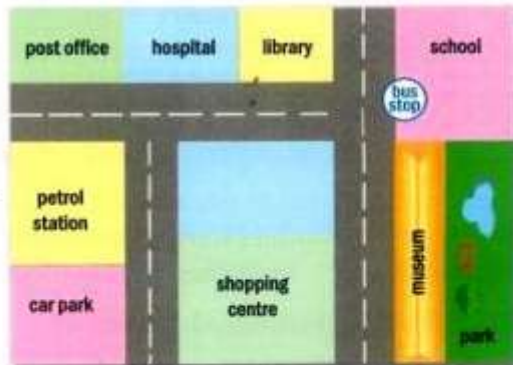 post office
hospital
library
school
bus
stop
petrol
station
museum
car park
shopping
centre
park